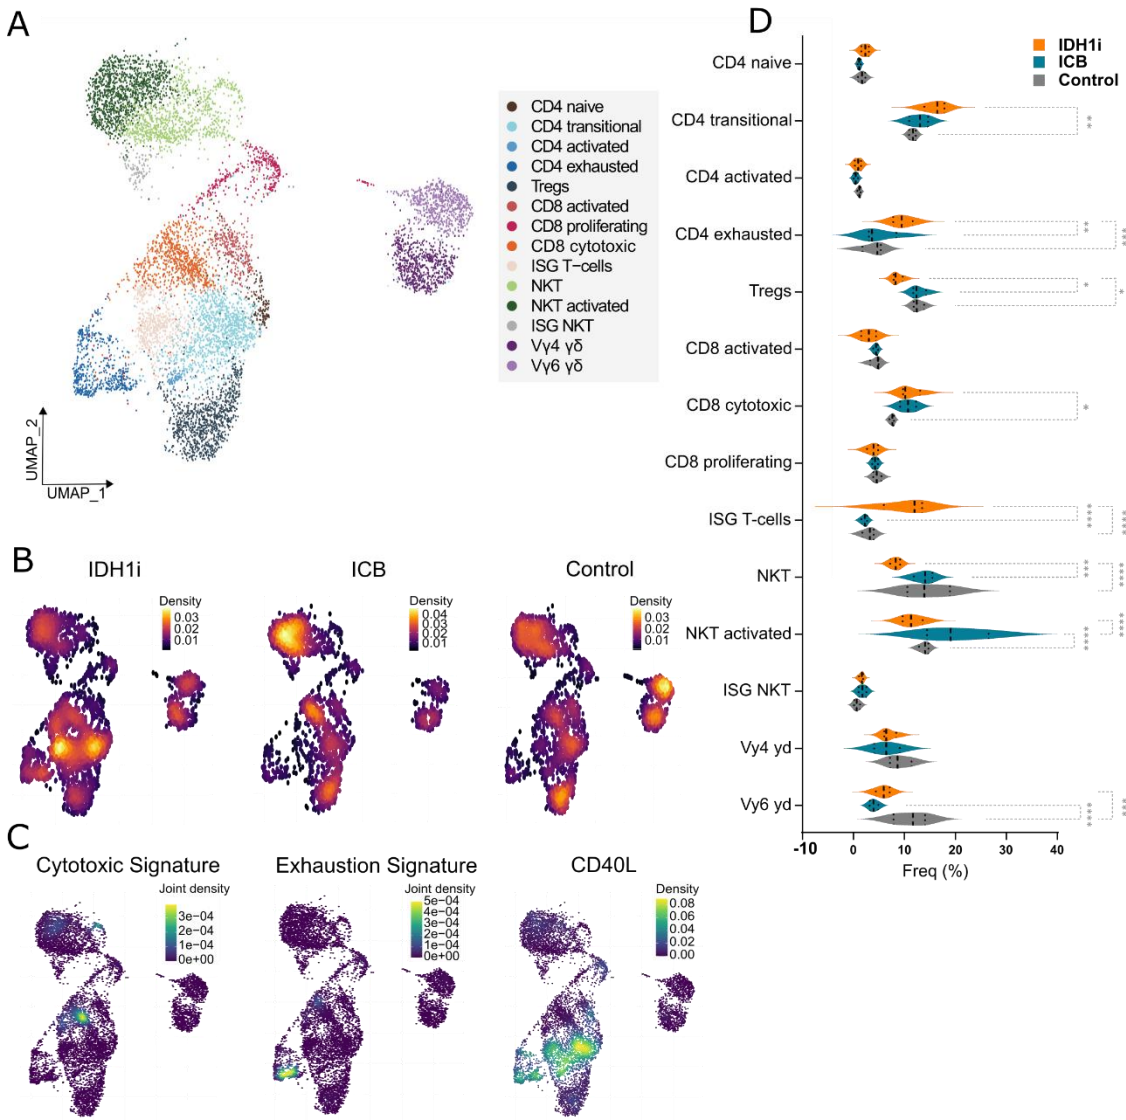 A
CD4 naive
CD4 transitional
CD4 activated
CD4 exhausted
Tregs
CD8 activated
CD8 proliferating
CD8 cytotoxic
ISG T−cells
NKT
NKT activated
ISG NKT
Vγ4 γδ
Vγ6 γδ
UMAP_2
UMAP_1
B
IDH1i
Density
0.03
0.02
0.01
ICB
Density
0.04
0.03
0.02
0.01
Control
Density
0.03
0.02
0.01
C
Cytotoxic Signature
Joint density
3e−04
2e−04
1e−04
0e+00
Exhaustion Signature
Joint density
5e−04
4e−04
3e−04
2e−04
1e−04
0e+00
CD40L
Density
0.08
0.06
0.04
0.02
0.00
D
IDH1i
ICB
Control
CD4 naive
CD4 transitional
**
CD4 activated
CD4 exhausted
**
***
Tregs
*
*
CD8 activated
CD8 cytotoxic
*
CD8 proliferating
ISG T-cells
****
****
NKT
***
****
NKT activated
****
****
ISG NKT
Vy4 yd
Vy6 yd
****
***
-10
0
10
20
30
40
Freq (%)